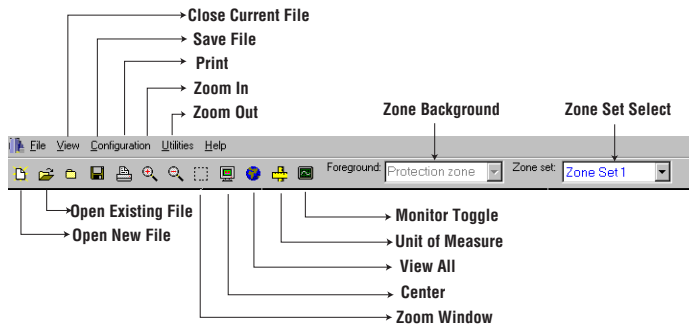 Close Current File
Save File
Print
Zoom In
Zoom Out
Zone Background
Zone Set Select
File View Configuration Utilities Help
Foreground: Protection zone Zone set: Zone Set 1
Open Existing File
Open New File
Monitor Toggle
Unit of Measure
View All
Center
Zoom Window